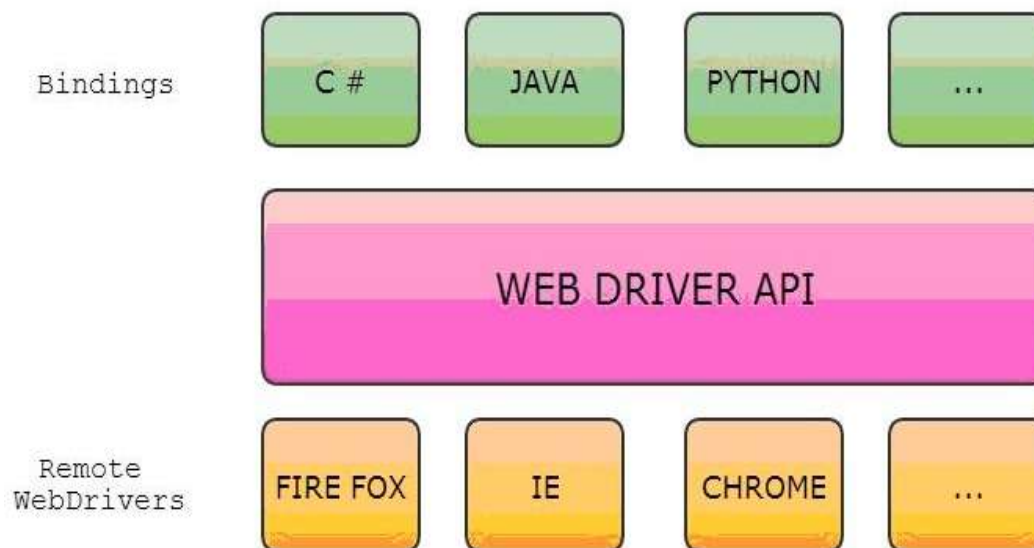 Bindings
C #
JAVA
PYTHON
...
WEB DRIVER API
Remote
WebDrivers
FIRE FOX
IE
CHROME
...